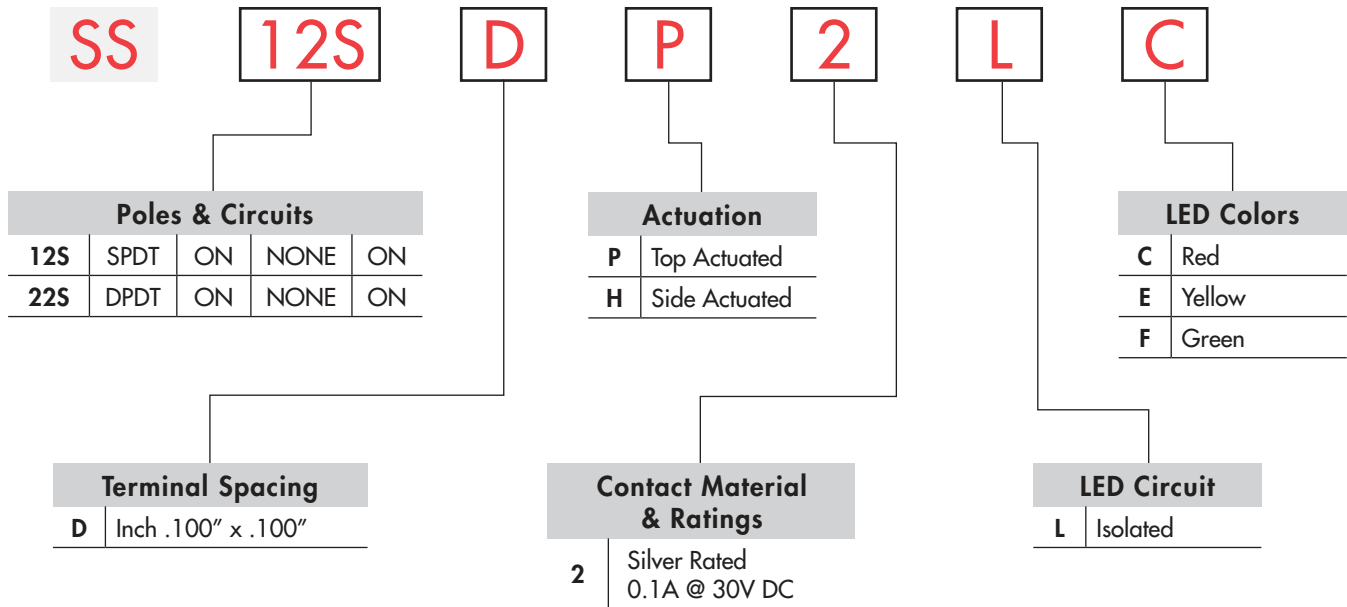 SS 12S D P 2 L C
Poles & Circuits
12S SPDT ON NONE ON
22S DPDT ON NONE ON
Actuation
P Top Actuated
H Side Actuated
LED Colors
C Red
E Yellow
F Green
Terminal Spacing
D Inch .100” x .100”
Contact Material
& Ratings
2 Silver Rated
0.1A @ 30V DC
LED Circuit
L Isolated